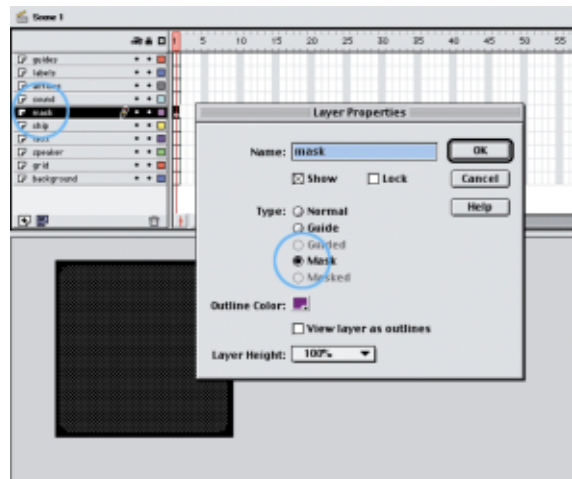 Scene 1
1 5 10 15 20 25 30 35 40 45 50 55
guides
labels
sound
mask
ship
speaker
grid
background
Layer Properties
Name: mask
OK
Show Lock
Cancel
Type: Normal
Help
Guide
Guided
Mask
Masked
Outline Color:
View layer as outlines
Layer Height: 100%